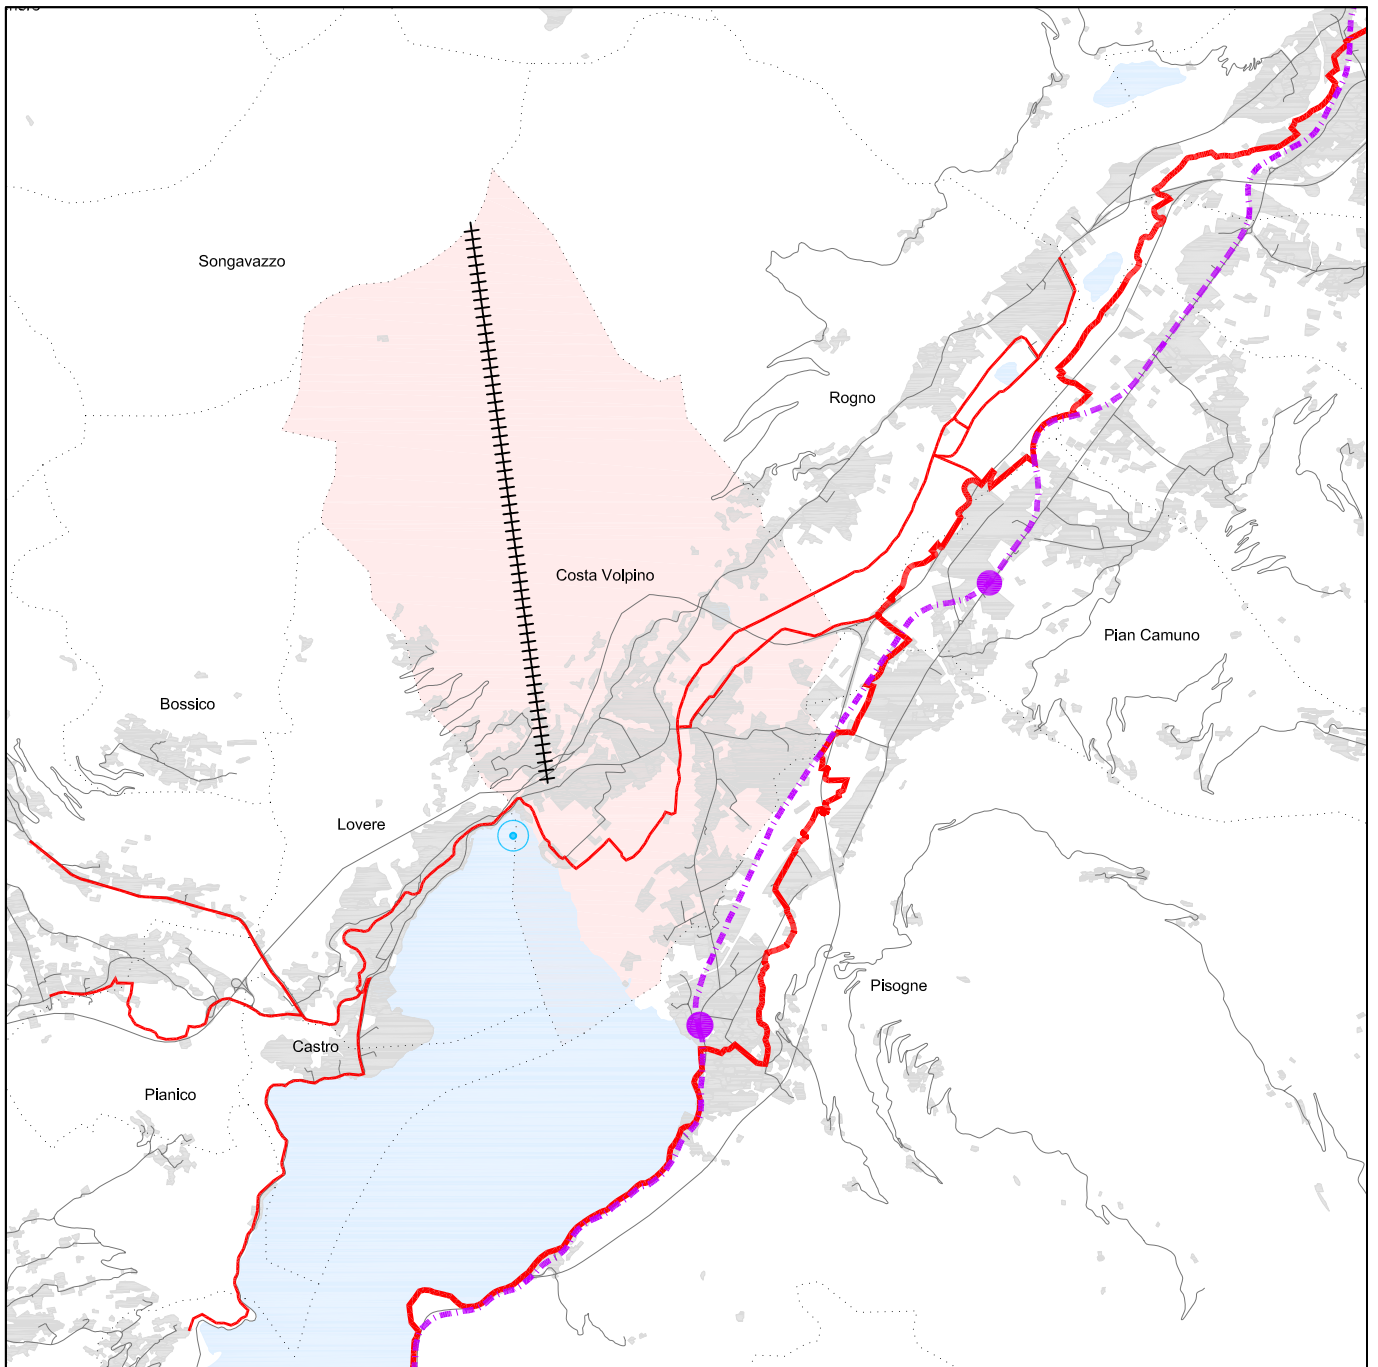 Songavazzo
Rogno
Costa Volpino
Pian Camuno
Bossico
Lovere
Pisogne
Castro
Pianico